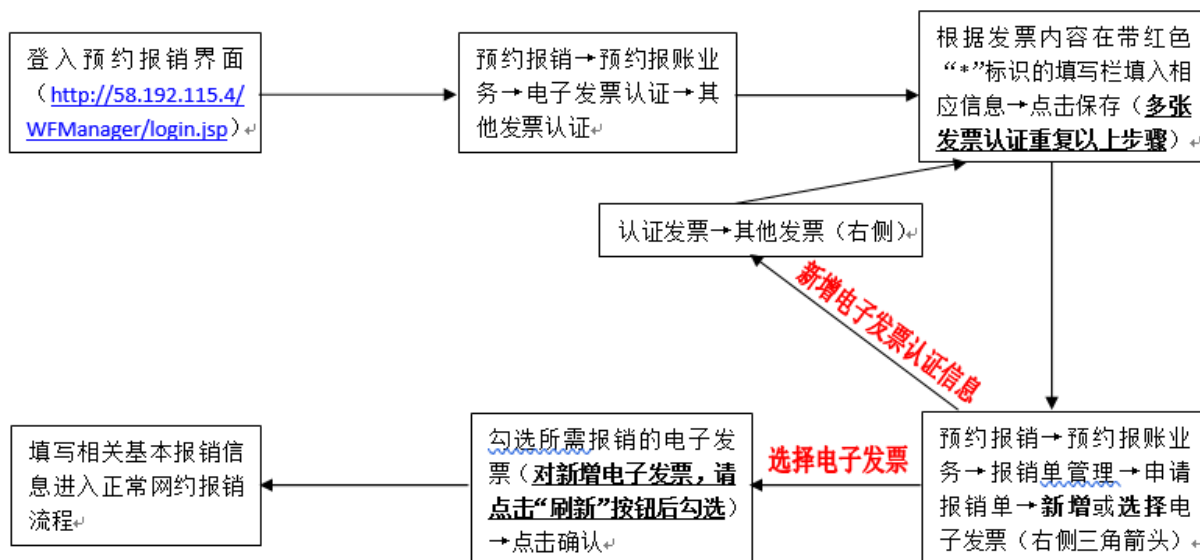 登入预约报销界面
（http://58.192.115.4/
WFManager/login.jsp）
预约报销→预约报账业
务→电子发票认证→其
他发票认证
根据发票内容在带红色
“*”标识的填写栏填入相
应信息→点击保存（多张
发票认证重复以上步骤）
认证发票→其他发票（右侧）
新增电子发票认证信息
预约报销→预约报账业
务→报销单管理→申请
报销单→新增或选择电
子发票（右侧三角箭头）
选择电子发票
勾选所需报销的电子发
票（对新增电子发票，请
点击“刷新”按钮后勾选）
→点击确认
填写相关基本报销信
息进入正常网约报销
流程